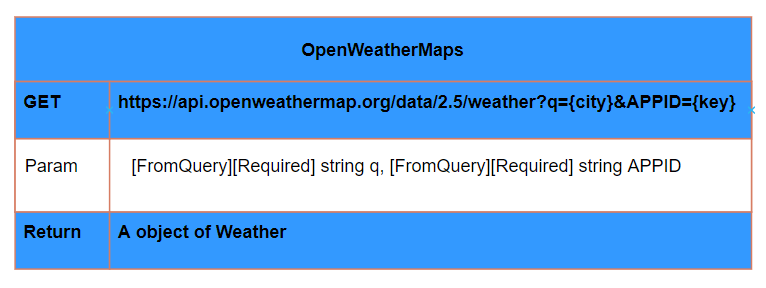 OpenWeatherMaps
GET https://api.openweathermap.org/data/2.5/weather?q={city}&APPID={key}
Param [FromQuery][Required] string q, [FromQuery][Required] string APPID
Return A object of Weather